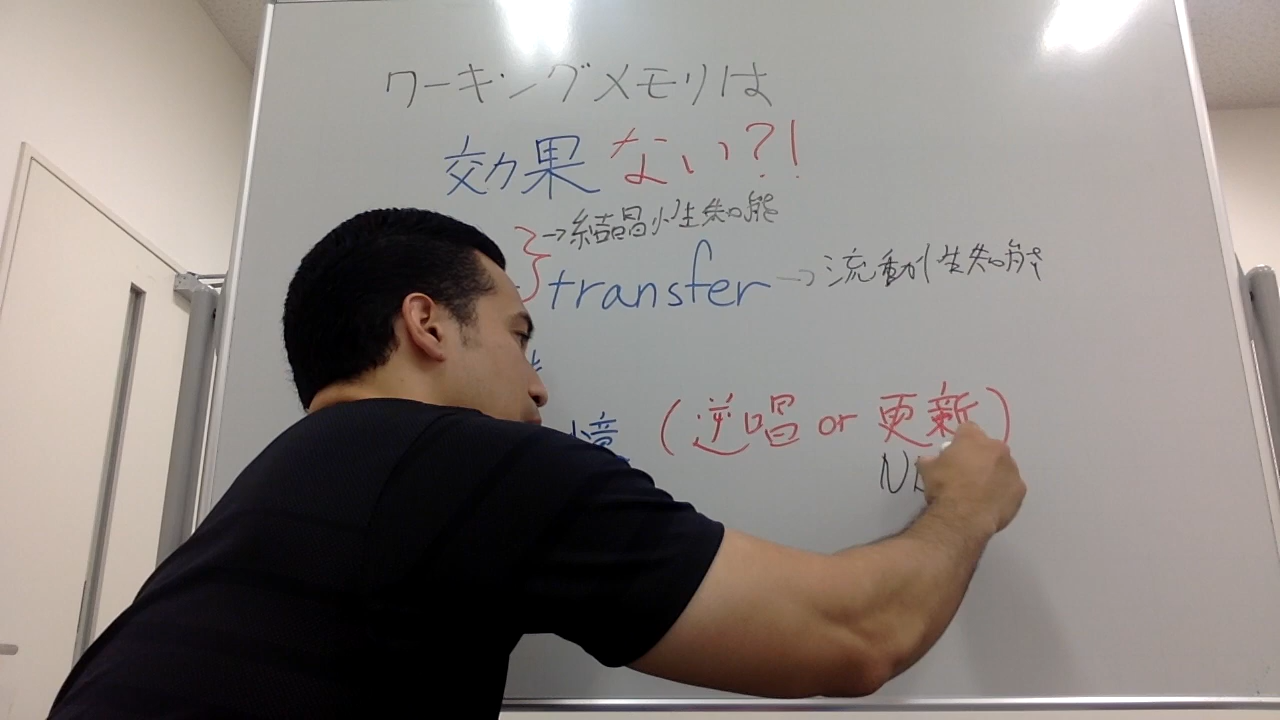 ワーキングメモリは
効果ない?!
}→結晶性知能
transfer→流動性知能
憶 (逆唱 or 更新)